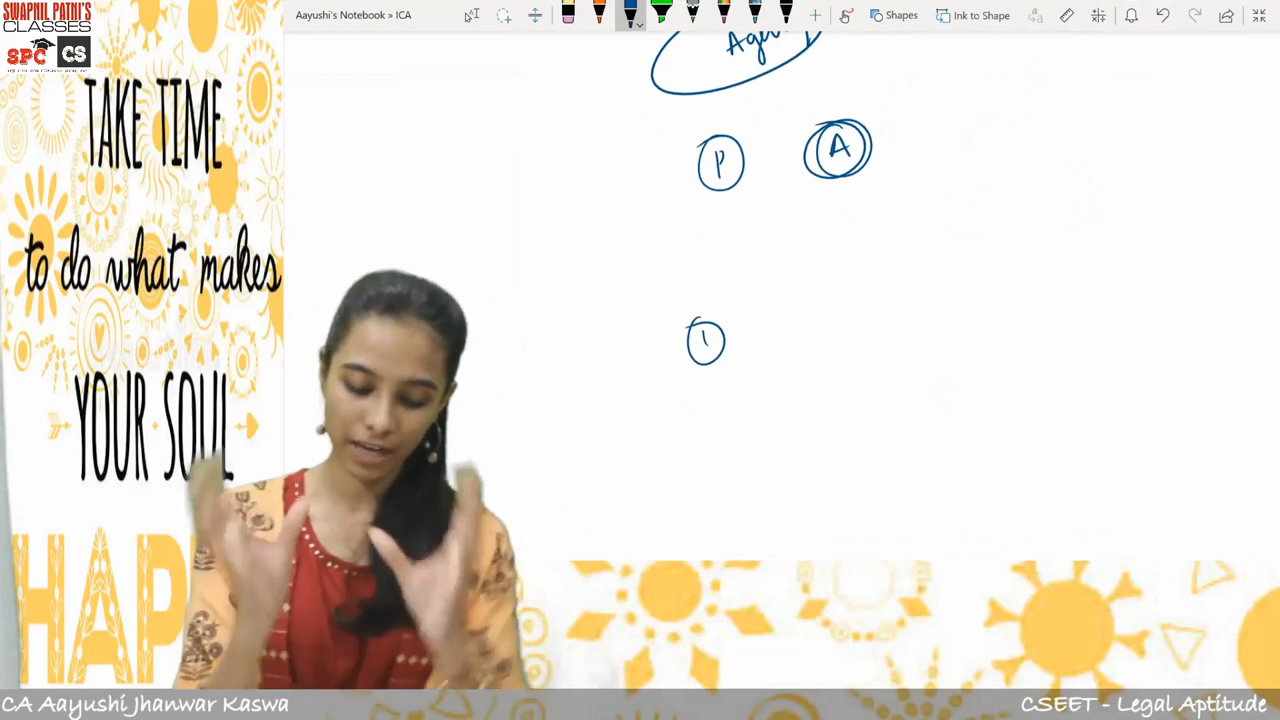 SWAPNIL PATNI'S
CLASSES
SPC CS
Aayushi's Notebook » ICA
Shapes
Ink to Shape
TAKE TIME
to do what makes
YOUR SOUL
P
A
1
CA Aayushi Jhanwar Kaswa
CSEET - Legal Aptitude